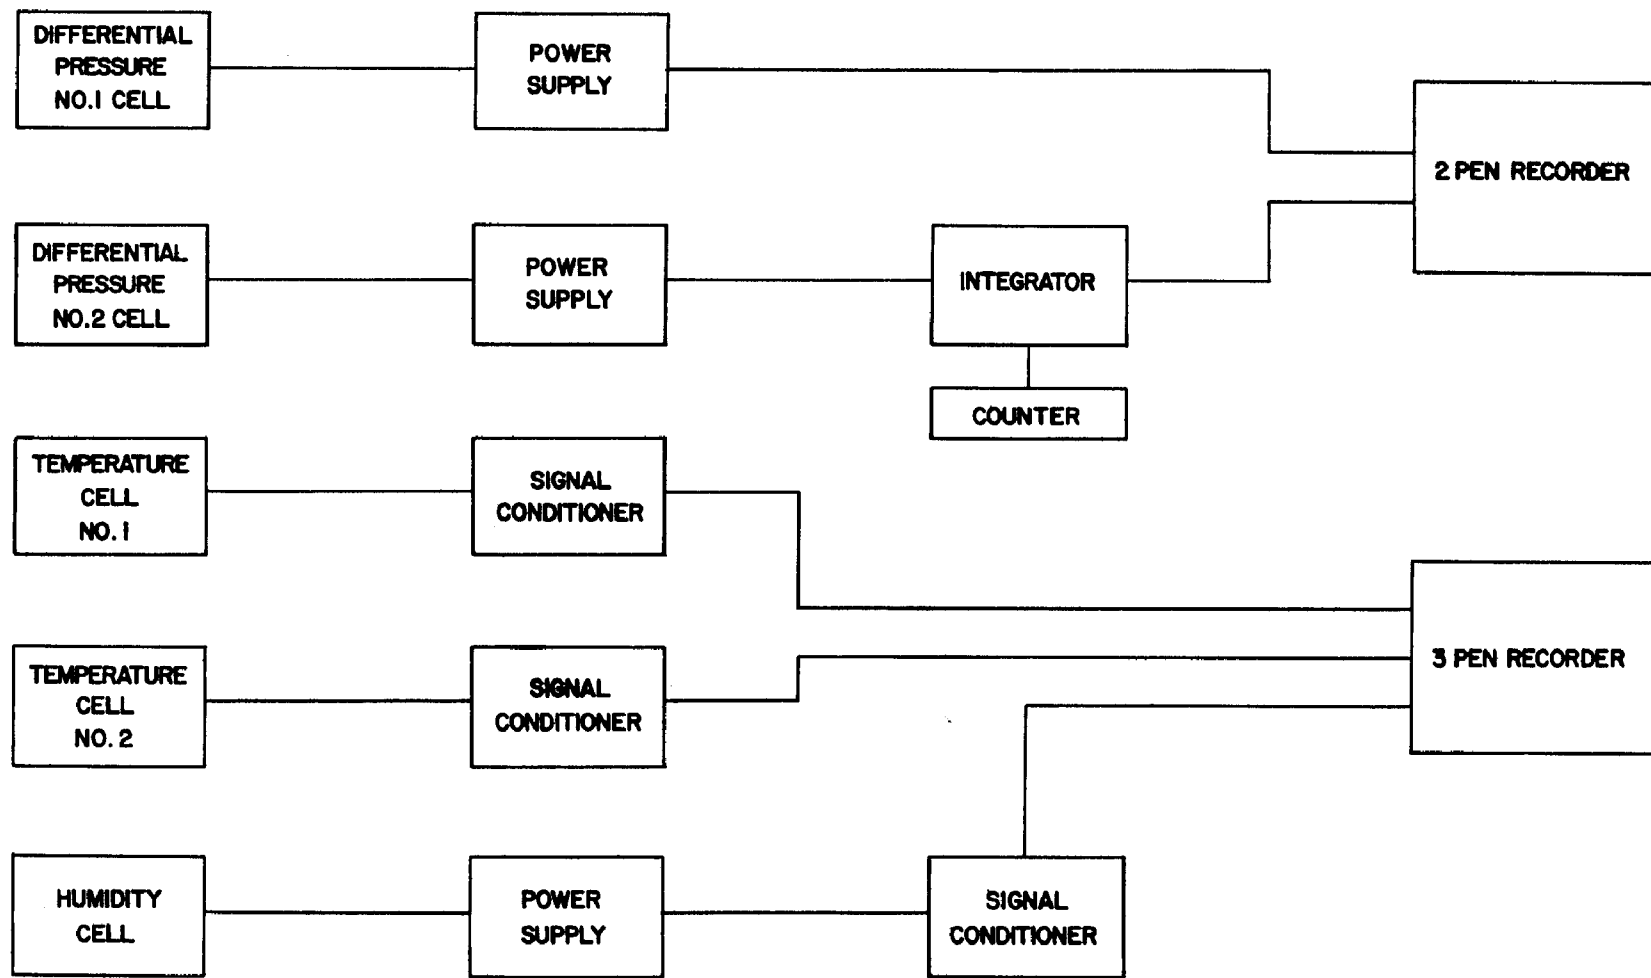 DIFFERENTIAL
PRESSURE
NO.1 CELL
POWER
SUPPLY
2 PEN RECORDER
DIFFERENTIAL
PRESSURE
NO.2 CELL
POWER
SUPPLY
INTEGRATOR
COUNTER
TEMPERATURE
CELL
NO.1
SIGNAL
CONDITIONER
3 PEN RECORDER
TEMPERATURE
CELL
NO.2
SIGNAL
CONDITIONER
HUMIDITY
CELL
POWER
SUPPLY
SIGNAL
CONDITIONER